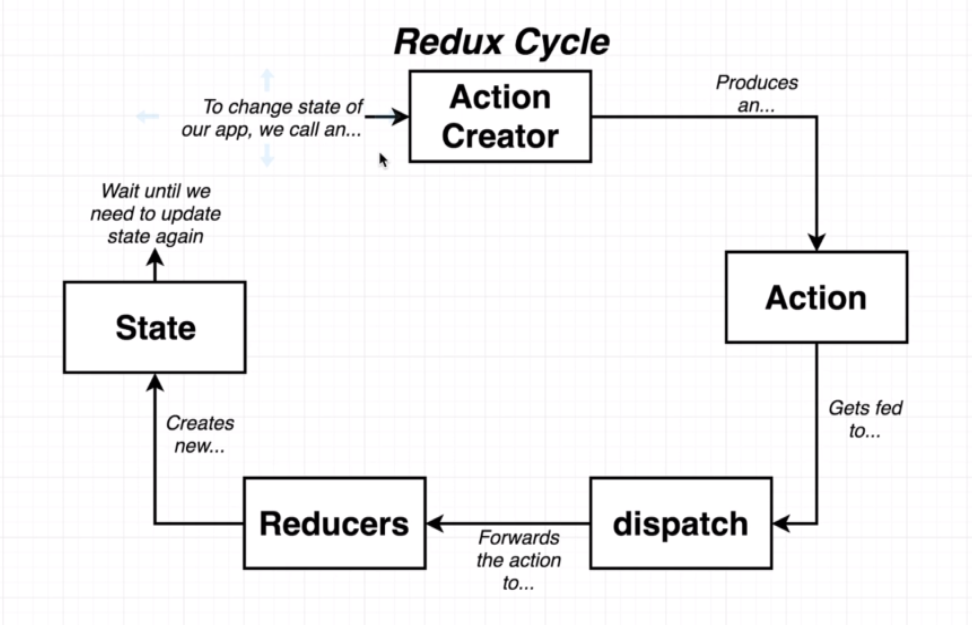 Redux Cycle
To change state of
our app, we call an...
Action
Creator
Produces
an...
Action
Gets fed
to...
dispatch
Forwards
the action
to...
Reducers
Creates
new...
State
Wait until we
need to update
state again